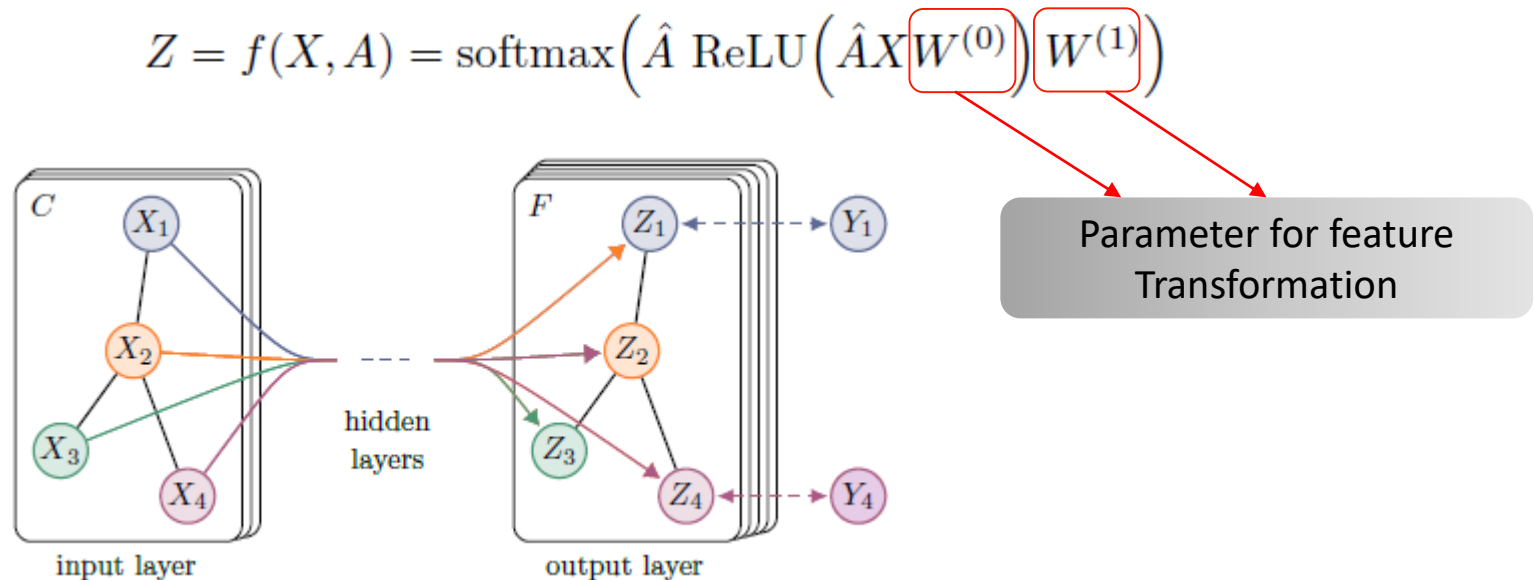 Z = f(X, A) = softmax(Â ReLU(ÂXW⁽⁰⁾) W⁽¹⁾)
C
X₁
X₂
X₃
X₄
input layer
hidden
layers
F
Z₁
Z₂
Z₃
Z₄
output layer
Y₁
Y₄
Parameter for feature
Transformation